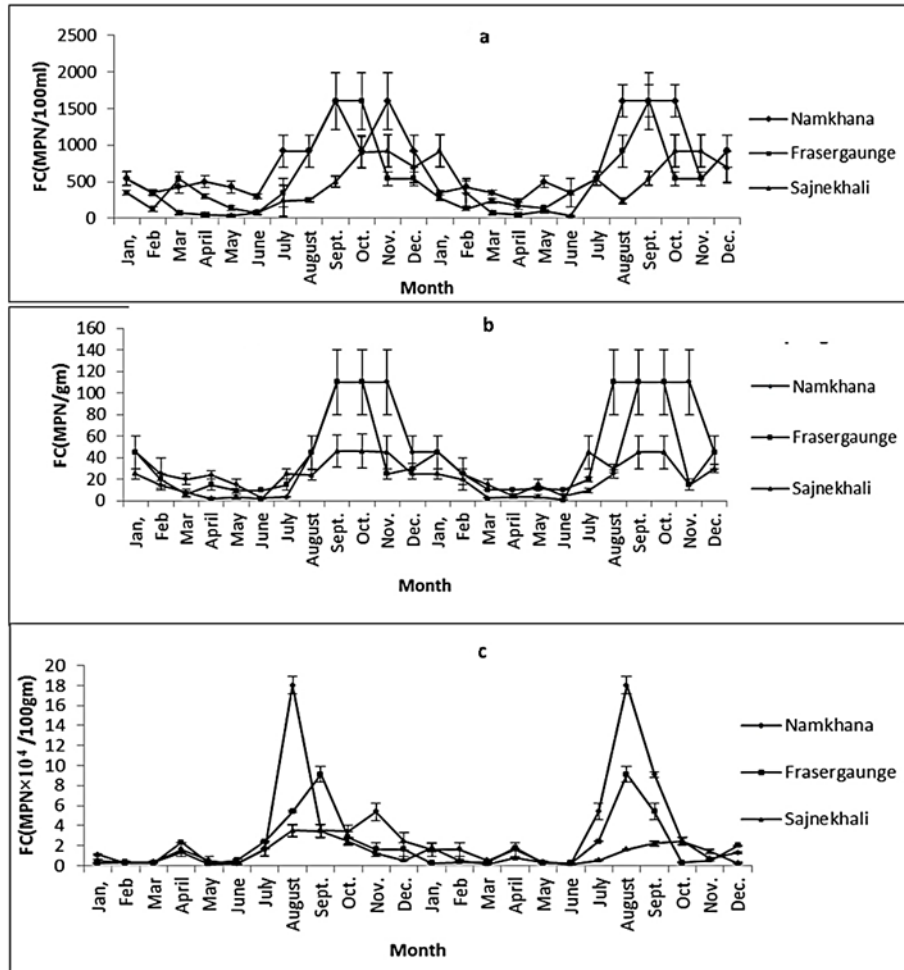 a
FC(MPN/100ml)
2500
2000
1500
1000
500
0
Jan, Feb Mar April May June July August Sept. Oct. Nov. Dec. Jan, Feb Mar April May June July August Sept. Oct. Nov. Dec.
Month
Namkhana
Frasergaunge
Sajnekhali
b
FC(MPN/gm)
160
140
120
100
80
60
40
20
0
Jan, Feb Mar April May June July August Sept. Oct. Nov. Dec. Jan, Feb Mar April May June July August Sept. Oct. Nov. Dec.
Month
Namkhana
Frasergaunge
Sajnekhali
c
FC(MPN×10⁴ /100gm)
20
18
16
14
12
10
8
6
4
2
0
Jan, Feb Mar April May June July August Sept. Oct. Nov. Dec. Jan, Feb Mar April May June July August Sept. Oct. Nov. Dec.
Month
Namkhana
Frasergaunge
Sajnekhali